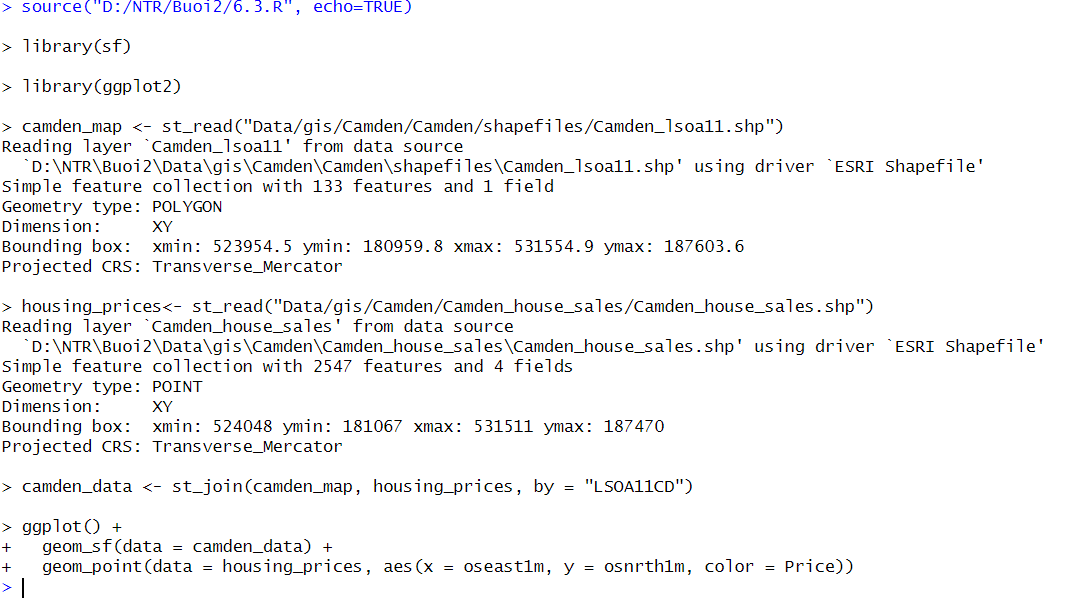 > source("D:/NTR/Buoi2/6.3.R", echo=TRUE)
> library(sf)
> library(ggplot2)
> camden_map <- st_read("Data/gis/Camden/Camden/shapefiles/Camden_lsoa11.shp")
Reading layer `Camden_lsoa11' from data source
`D:\NTR\Buoi2\Data\gis\Camden\Camden\shapefiles\Camden_lsoa11.shp' using driver `ESRI Shapefile'
Simple feature collection with 133 features and 1 field
Geometry type: POLYGON
Dimension:     XY
Bounding box:  xmin: 523954.5 ymin: 180959.8 xmax: 531554.9 ymax: 187603.6
Projected CRS: Transverse_Mercator
> housing_prices<- st_read("Data/gis/Camden/Camden_house_sales/Camden_house_sales.shp")
Reading layer `Camden_house_sales' from data source
`D:\NTR\Buoi2\Data\gis\Camden\Camden_house_sales\Camden_house_sales.shp' using driver `ESRI Shapefile'
Simple feature collection with 2547 features and 4 fields
Geometry type: POINT
Dimension:     XY
Bounding box:  xmin: 524048 ymin: 181067 xmax: 531511 ymax: 187470
Projected CRS: Transverse_Mercator
> camden_data <- st_join(camden_map, housing_prices, by = "LSOA11CD")
> ggplot() +
+   geom_sf(data = camden_data) +
+   geom_point(data = housing_prices, aes(x = oseast1m, y = osnrth1m, color = Price))
>